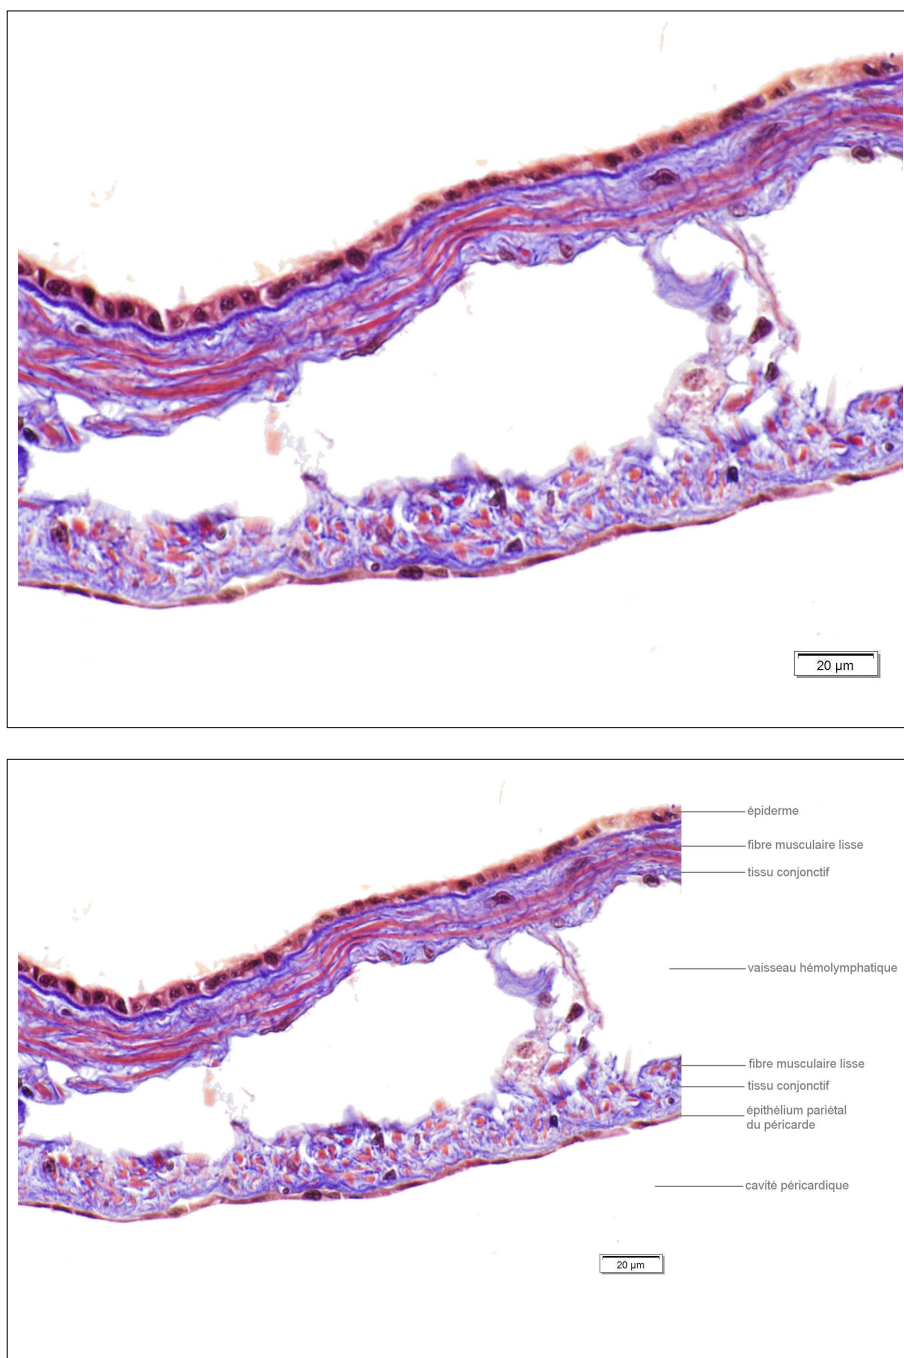 20 µm
épiderme
fibre musculaire lisse
tissu conjonctif
vaisseau hémolymphatique
fibre musculaire lisse
tissu conjonctif
épithélium pariétal
du péricarde
cavité péricardique
20 µm